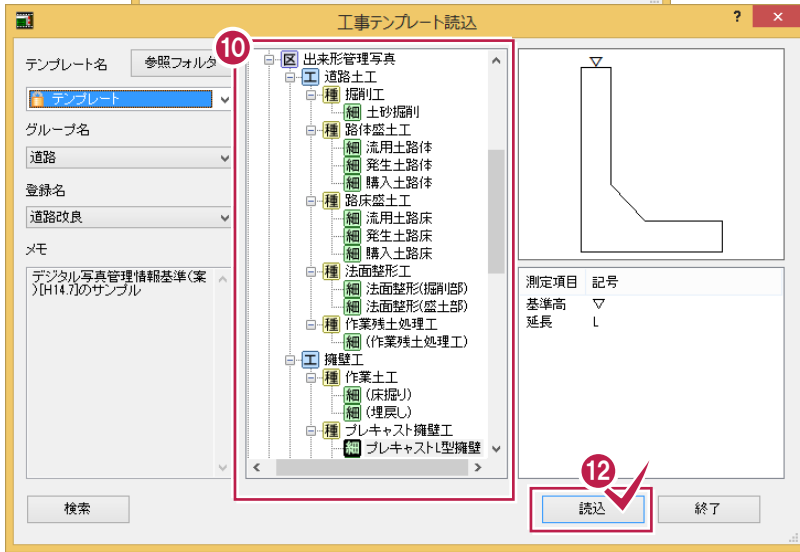 工事テンプレート読込
? ×
テンプレート名
参照フォルダ
テンプレート
グループ名
道路
登録名
道路改良
メモ
デジタル写真管理情報基準(案
)[H14.7]のサンプル
検索
10
区 出来形管理写真
工 道路土工
種 掘削工
細 土砂掘削
種 路体盛土工
細 流用土路体
細 発生土路体
細 購入土路体
種 路床盛土工
細 流用土路床
細 発生土路床
細 購入土路床
種 法面整形工
細 法面整形(掘削部)
細 法面整形(盛土部)
種 作業残土処理工
細 (作業残土処理工)
工 擁壁工
種 作業土工
細 (床掘り)
細 (埋戻し)
種 プレキャスト擁壁工
細 プレキャストL型擁壁
測定項目 記号
基準高 ▽
延長 L
12
読込
終了